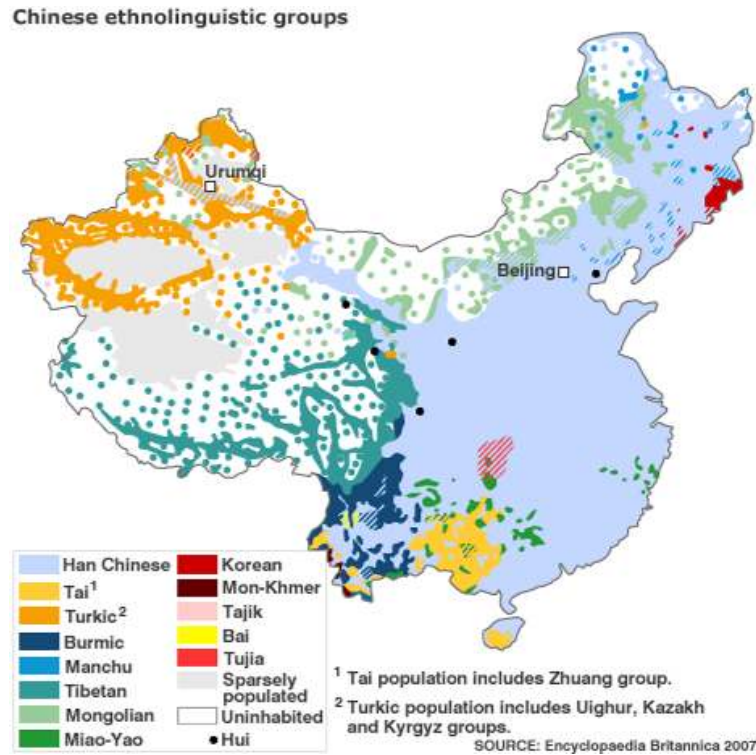 Chinese ethnolinguistic groups
Urumqi
Beijing
Han Chinese
Tai¹
Turkic²
Burmic
Manchu
Tibetan
Mongolian
Miao-Yao
Korean
Mon-Khmer
Tajik
Bai
Tujia
Sparsely
populated
Uninhabited
Hui
¹ Tai population includes Zhuang group.
² Turkic population includes Uighur, Kazakh
and Kyrgyz groups.
SOURCE: Encyclopaedia Britannica 200